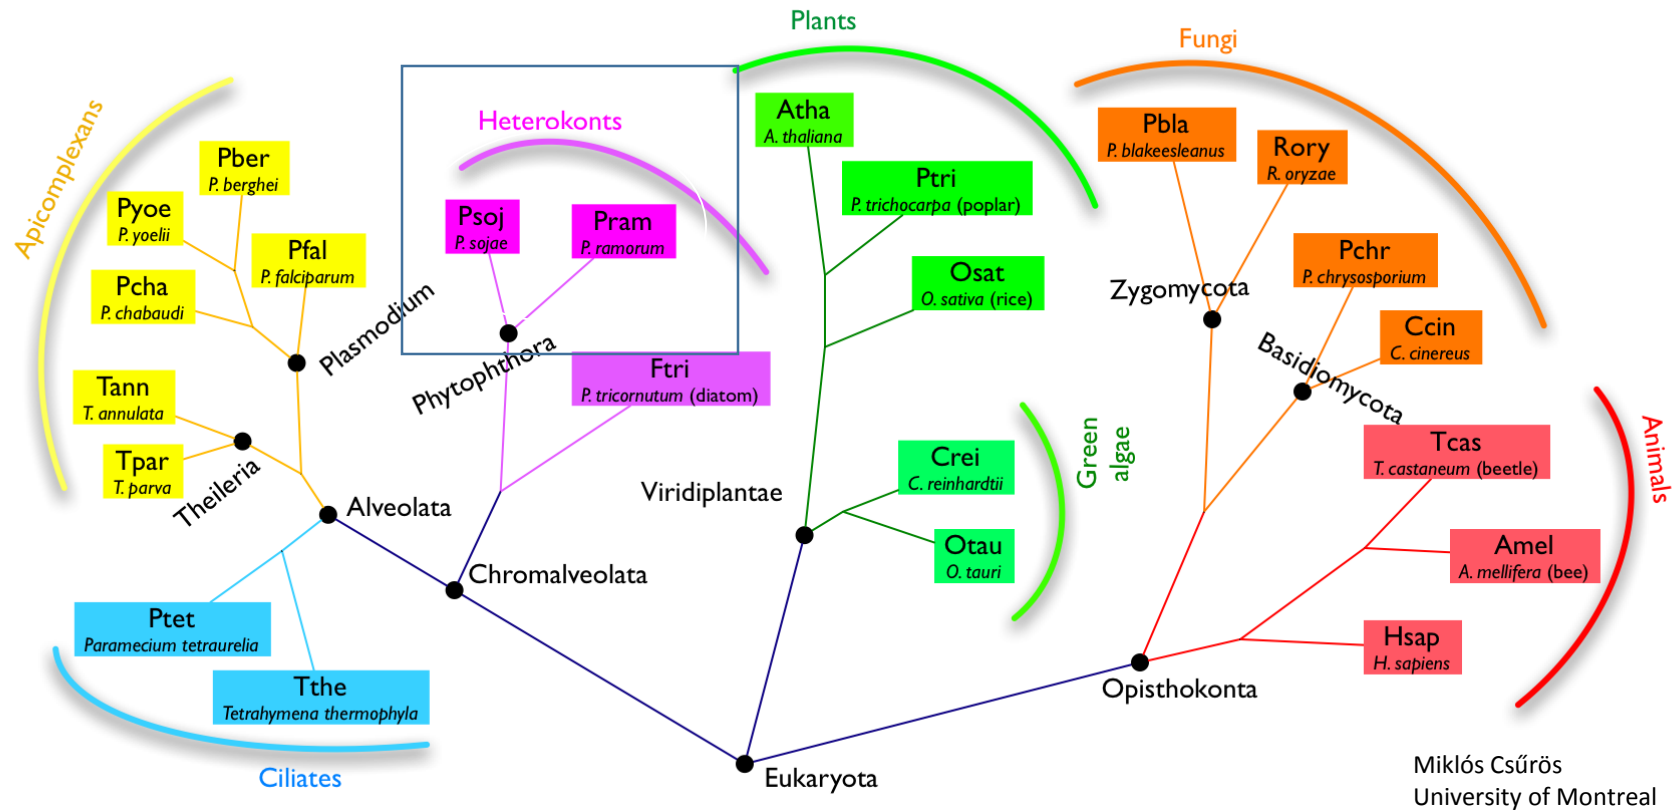 Plants
Fungi
Apicomplexans
Heterokonts
Atha
A. thaliana
Pbla
P. blakeesleanus
Rory
R. oryzae
Pber
P. berghei
Ptri
P. trichocarpa (poplar)
Pyoe
P. yoelii
Psoj
P. sojae
Pram
P. ramorum
Pfal
P. falciparum
Pchr
P. chrysosporium
Osat
O. sativa (rice)
Pcha
P. chabaudi
Zygomycota
Plasmodium
Ccin
C. cinereus
Phytophthora
Basidiomycota
Ftri
P. tricornutum (diatom)
Tann
T. annulata
Tcas
T. castaneum (beetle)
Animals
Green
algae
Crei
C. reinhardtii
Tpar
T. parva
Theileria
Viridiplantae
Alveolata
Otau
O. tauri
Amel
A. mellifera (bee)
Chromalveolata
Ptet
Paramecium tetraurelia
Hsap
H. sapiens
Tthe
Tetrahymena thermophyla
Opisthokonta
Ciliates
Eukaryota
Miklós Csűrös
University of Montreal